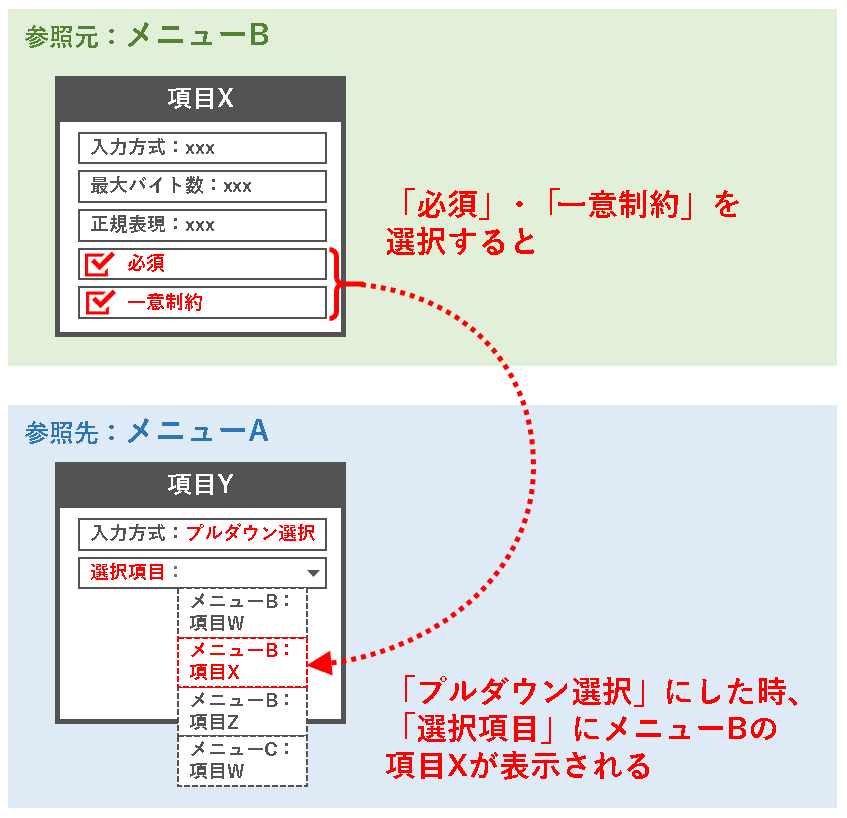 参照元：メニューB
項目X
入力方式：xxx
最大バイト数：xxx
正規表現：xxx
必須
一意制約
「必須」・「一意制約」を
選択すると
参照先：メニューA
項目Y
入力方式：プルダウン選択
選択項目：
メニューB：
項目W
メニューB：
項目X
メニューB：
項目Z
メニューC：
項目W
「プルダウン選択」にした時、
「選択項目」にメニューBの
項目Xが表示される